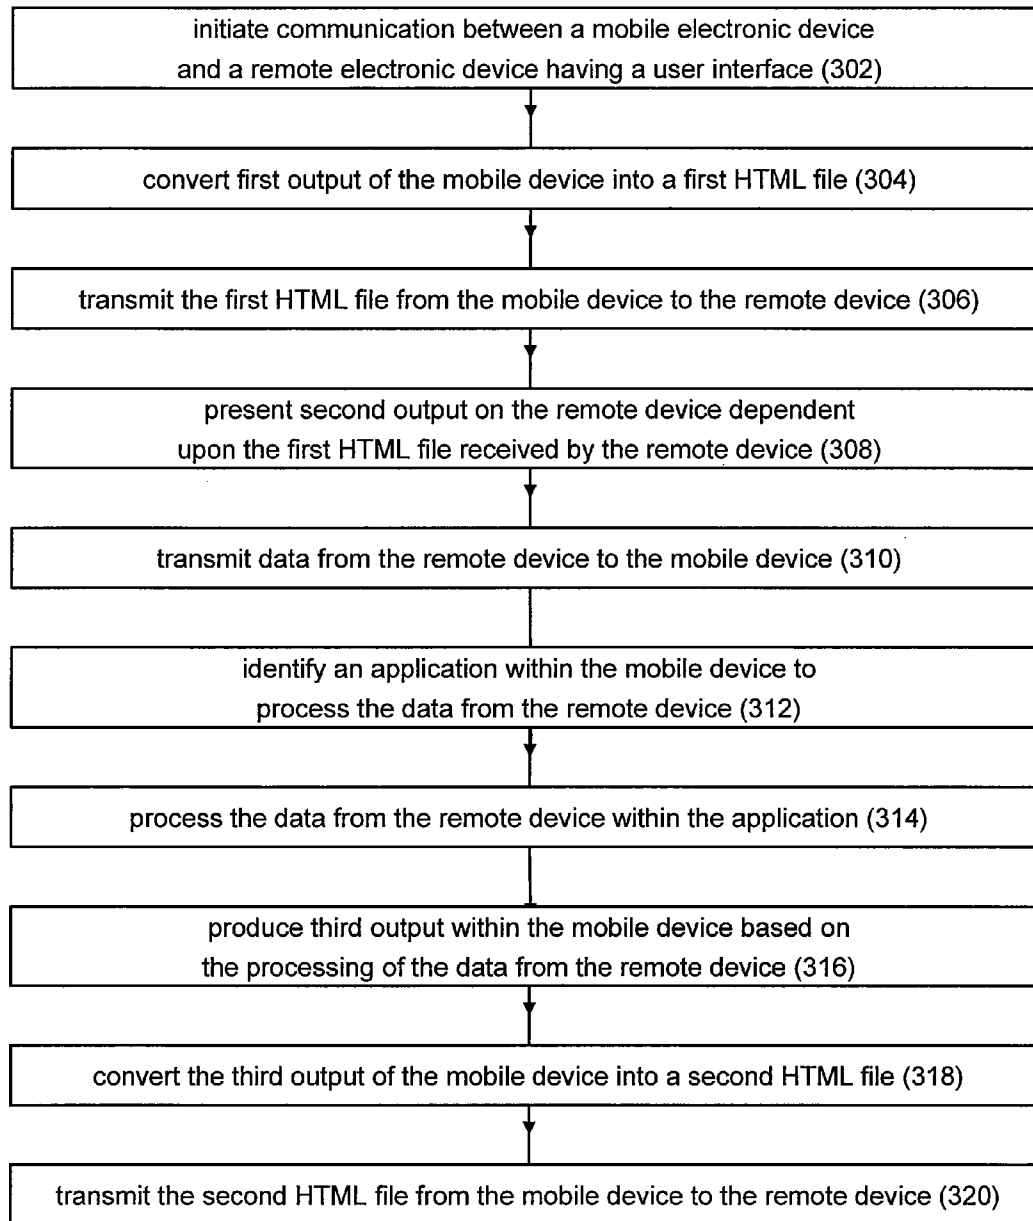 initiate communication between a mobile electronic device
and a remote electronic device having a user interface (302)
convert first output of the mobile device into a first HTML file (304)
transmit the first HTML file from the mobile device to the remote device (306)
present second output on the remote device dependent
upon the first HTML file received by the remote device (308)
transmit data from the remote device to the mobile device (310)
identify an application within the mobile device to
process the data from the remote device (312)
process the data from the remote device within the application (314)
produce third output within the mobile device based on
the processing of the data from the remote device (316)
convert the third output of the mobile device into a second HTML file (318)
transmit the second HTML file from the mobile device to the remote device (320)